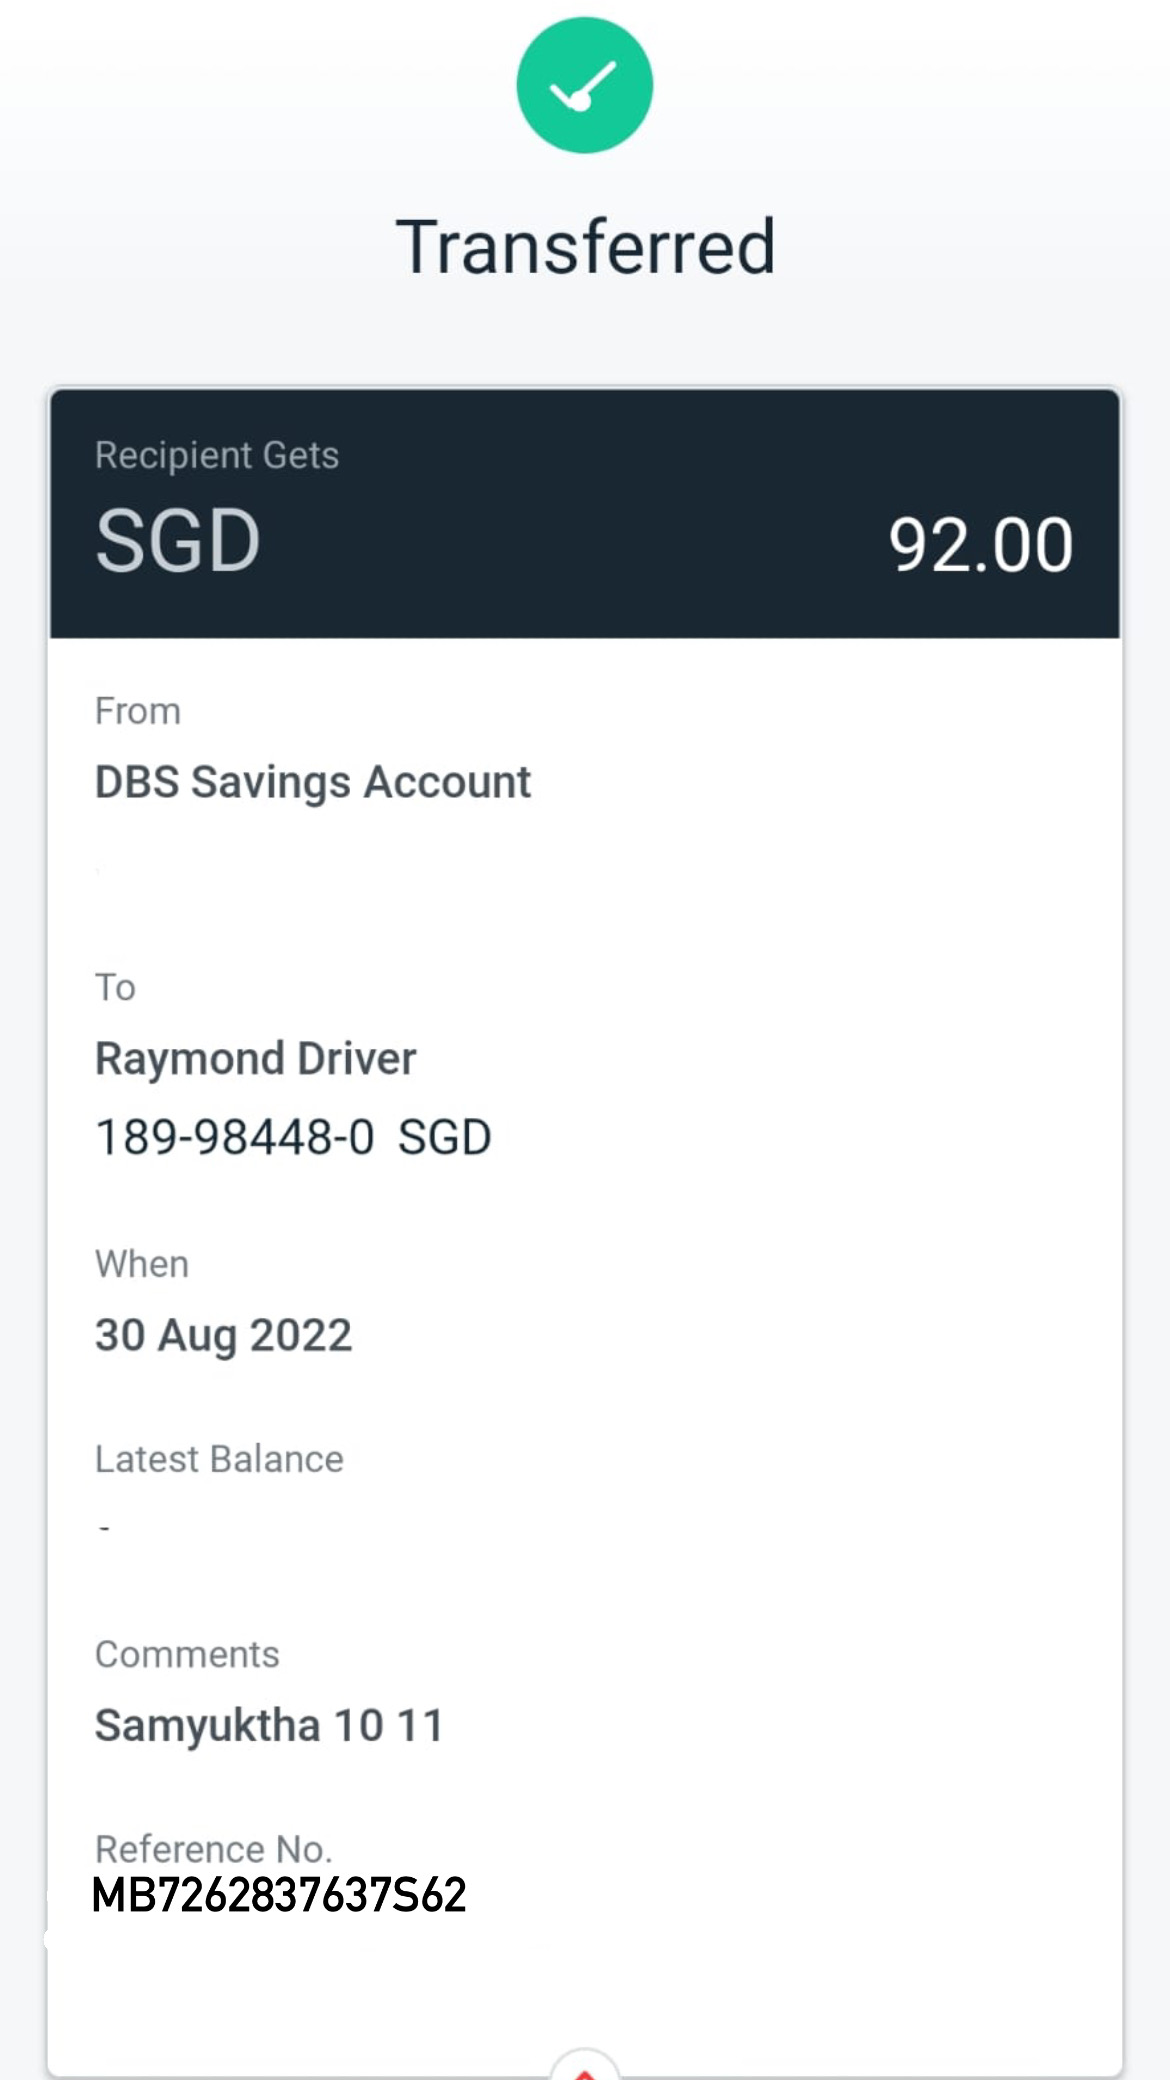 Transferred
Recipient Gets
SGD 92.00
From
DBS Savings Account
To
Raymond Driver
189-98448-0 SGD
When
30 Aug 2022
Latest Balance
-
Comments
Samyuktha 10 11
Reference No.
MB7262837637S62